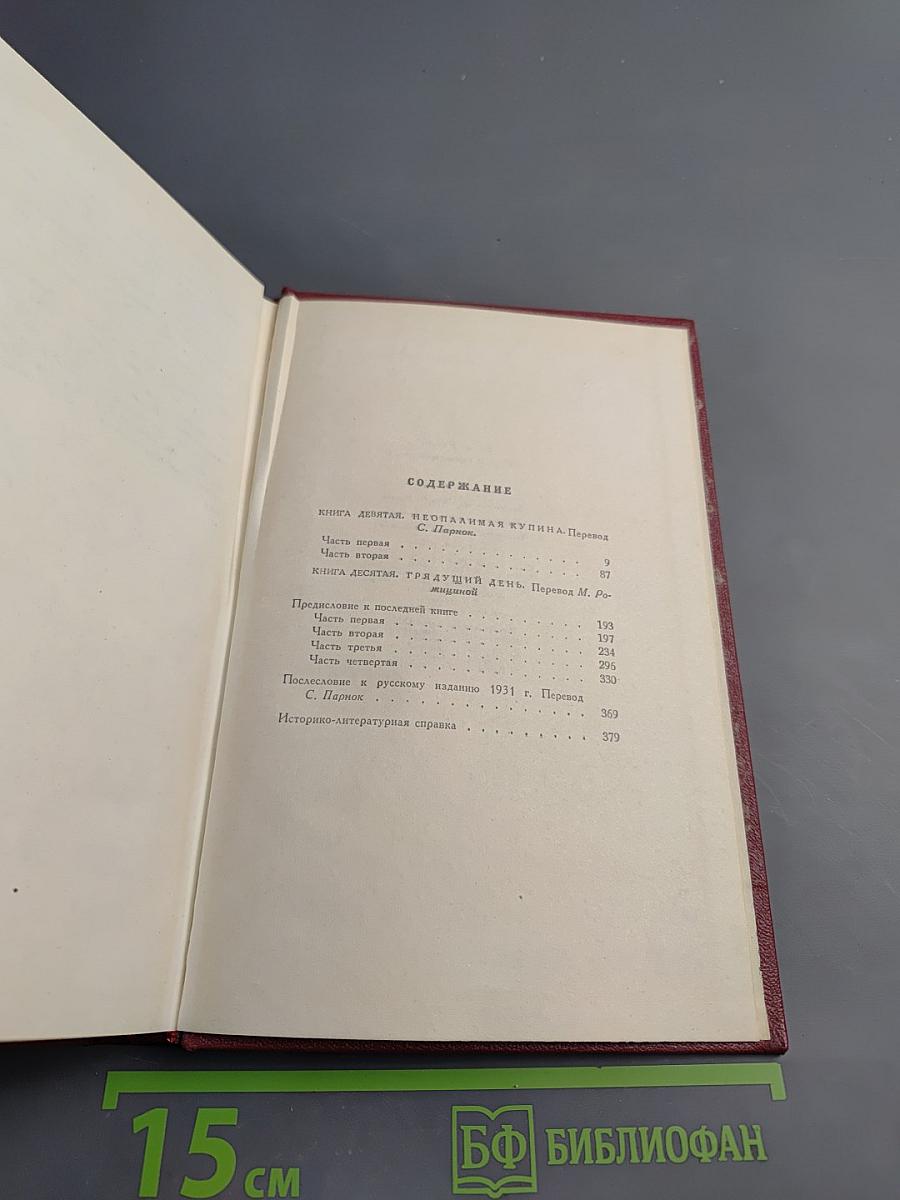 СОДЕРЖАНИЕ
КНИГА ДЕВЯТАЯ. НЕОПАЛИМАЯ КУПИНА. Перевод
С. Парнок.
Часть первая . . . . . . . . . . . . 9
Часть вторая . . . . . . . . . . . . 87
КНИГА ДЕСЯТАЯ. ГРЯДУЩИЙ ДЕНЬ. Перевод М. Ро-
жициной
Предисловие к последней книге . . . . . . . . 193
Часть первая . . . . . . . . . . . . 197
Часть вторая . . . . . . . . . . . . 234
Часть третья . . . . . . . . . . . . 296
Часть четвертая . . . . . . . . . . . 330
Послесловие к русскому изданию 1931 г. Перевод
С. Парнок . . . . . . . . . . . . . 369
Историко-литературная справка . . . . . . . . 379
15 см
БФ БИБЛИОФАН